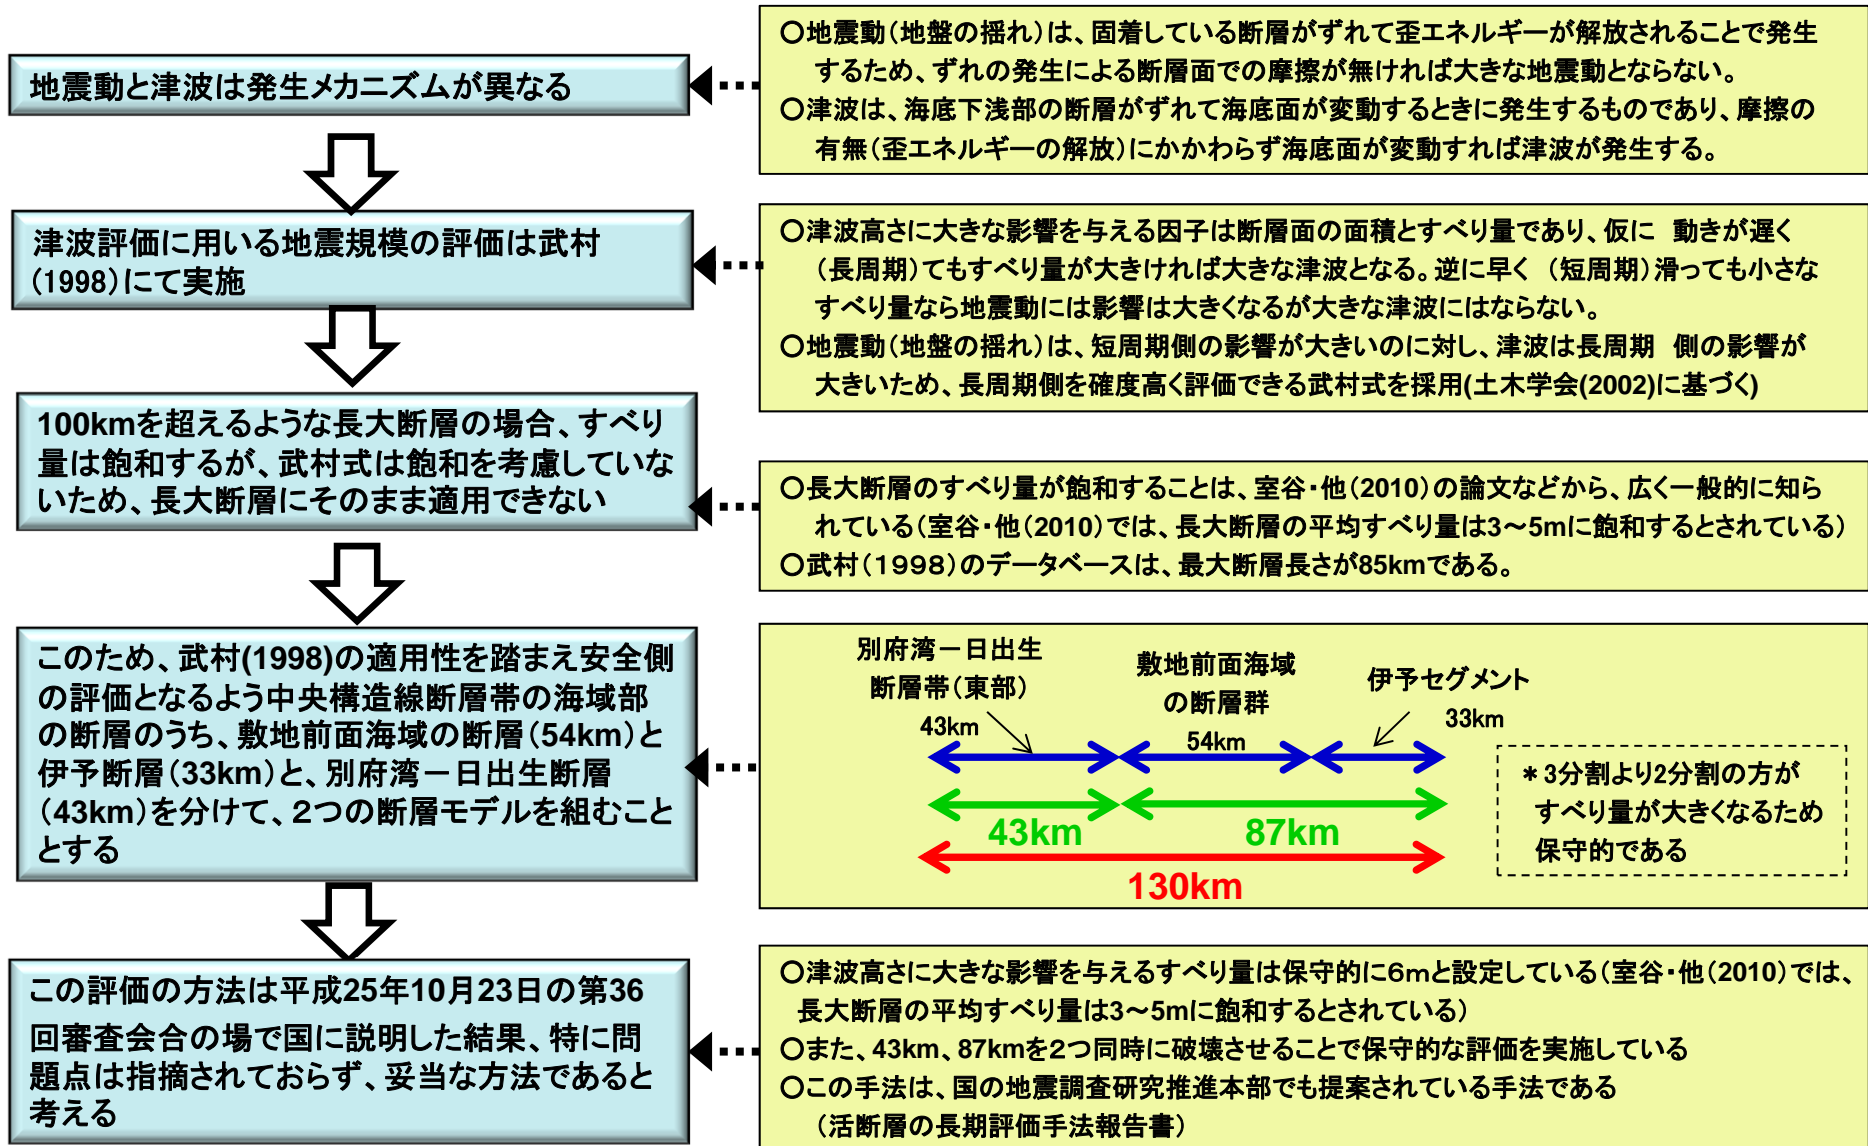 地震動と津波は発生メカニズムが異なる
○地震動(地盤の揺れ)は、固着している断層がずれて歪エネルギーが解放されることで発生
するため、ずれの発生による断層面での摩擦が無ければ大きな地震動とならない。
○津波は、海底下浅部の断層がずれて海底面が変動するときに発生するものであり、摩擦の
有無(歪エネルギーの解放)にかかわらず海底面が変動すれば津波が発生する。
津波評価に用いる地震規模の評価は武村
(1998)にて実施
○津波高さに大きな影響を与える因子は断層面の面積とすべり量であり、仮に 動きが遅く
(長周期)てもすべり量が大きければ大きな津波となる。逆に早く (短周期)滑っても小さな
すべり量なら地震動には影響は大きくなるが大きな津波にはならない。
○地震動(地盤の揺れ)は、短周期側の影響が大きいのに対し、津波は長周期 側の影響が
大きいため、長周期側を確度高く評価できる武村式を採用(土木学会(2002)に基づく)
100kmを超えるような長大断層の場合、すべり
量は飽和するが、武村式は飽和を考慮していな
いため、長大断層にそのまま適用できない
○長大断層のすべり量が飽和することは、室谷・他(2010)の論文などから、広く一般的に知ら
れている(室谷・他(2010)では、長大断層の平均すべり量は3~5mに飽和するとされている)
○武村(1998)のデータベースは、最大断層長さが85kmである。
このため、武村(1998)の適用性を踏まえ安全側
の評価となるよう中央構造線断層帯の海域部
の断層のうち、敷地前面海域の断層(54km)と
伊予断層(33km)と、別府湾-日出生断層
(43km)を分けて、2つの断層モデルを組むこと
とする
別府湾-日出生
断層帯(東部)
43km
敷地前面海域
の断層群
54km
伊予セグメント
33km
43km
87km
130km
*3分割より2分割の方が
すべり量が大きくなるため
保守的である
この評価の方法は平成25年10月23日の第36
回審査会合の場で国に説明した結果、特に問
題点は指摘されておらず、妥当な方法であると
考える
○津波高さに大きな影響を与えるすべり量は保守的に6mと設定している(室谷・他(2010)では、
長大断層の平均すべり量は3~5mに飽和するとされている)
○また、43km、87kmを2つ同時に破壊させることで保守的な評価を実施している
○この手法は、国の地震調査研究推進本部でも提案されている手法である
(活断層の長期評価手法報告書)